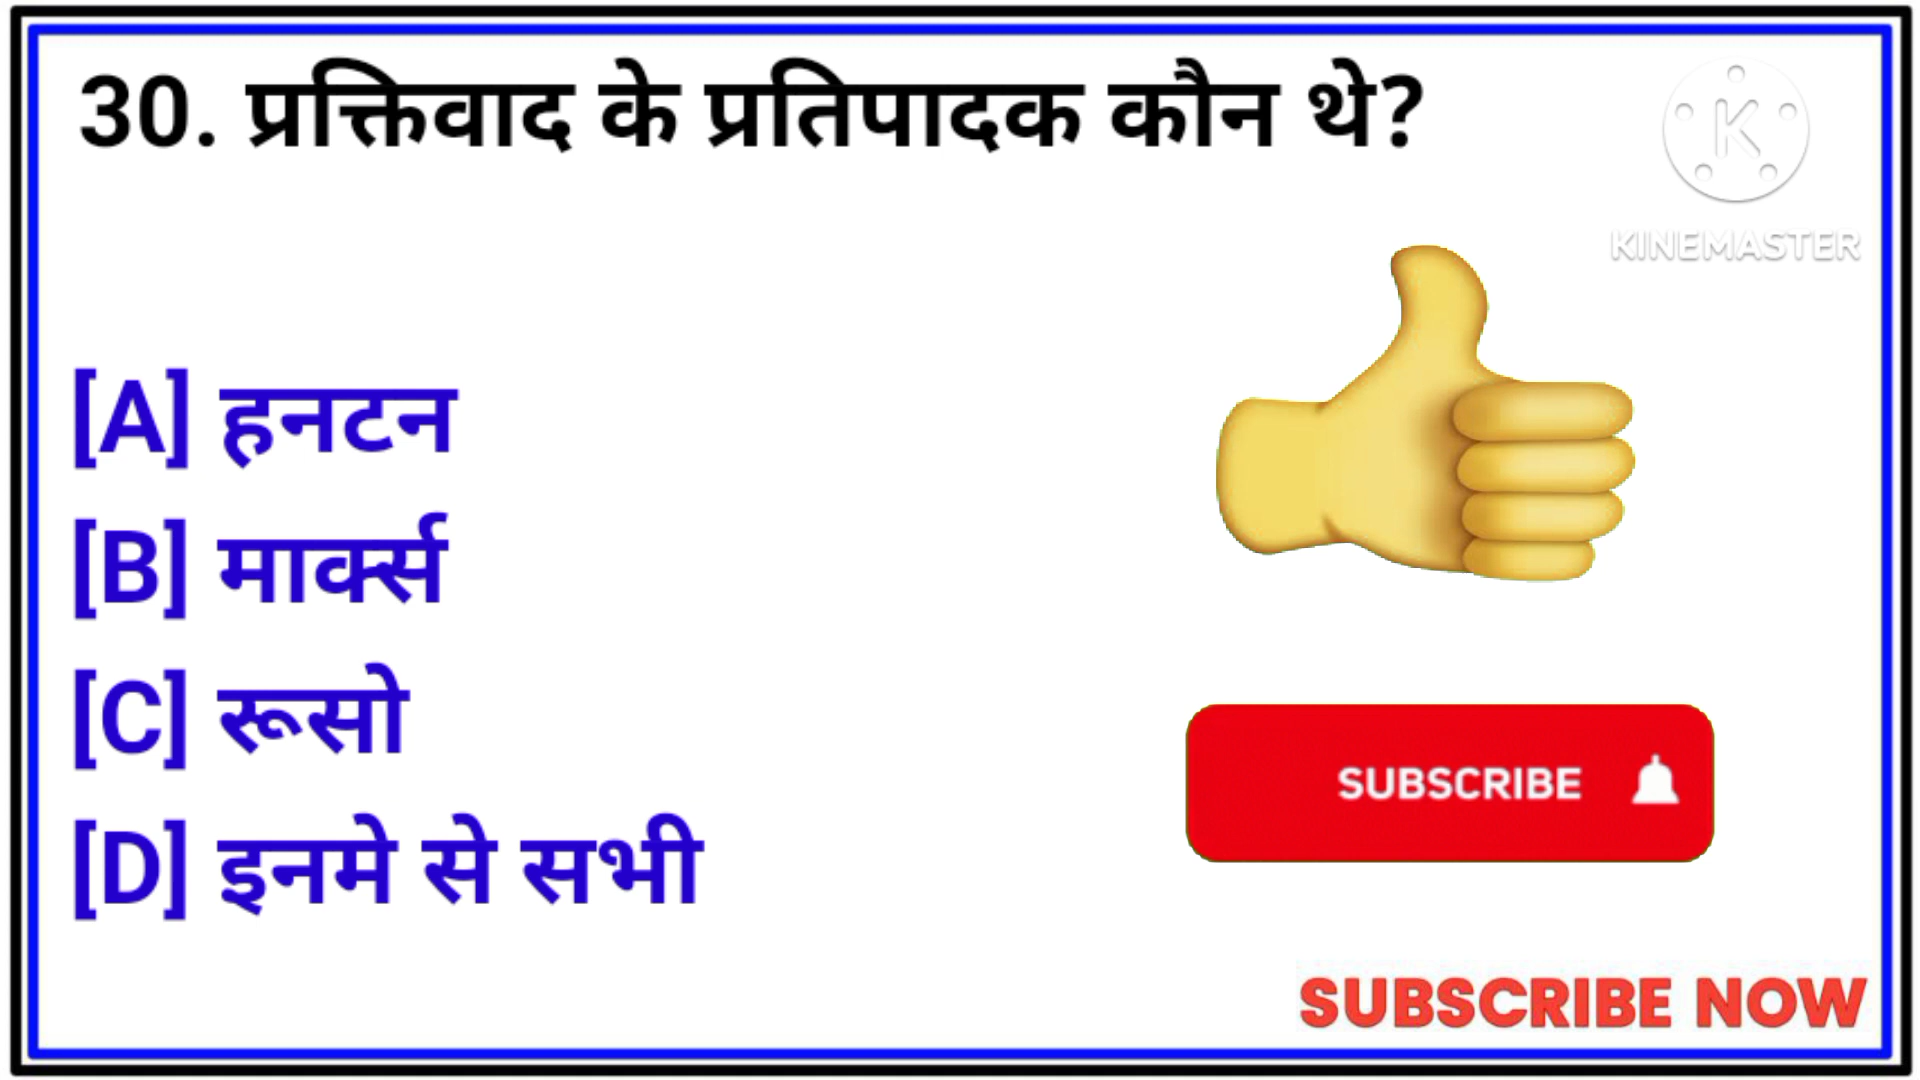 30. प्रक्तिवाद के प्रतिपादक कौन थे?
KINEMASTER
[A] हनटन
[B] मार्क्स
[C] रूसो
[D] इनमे से सभी
SUBSCRIBE
SUBSCRIBE NOW